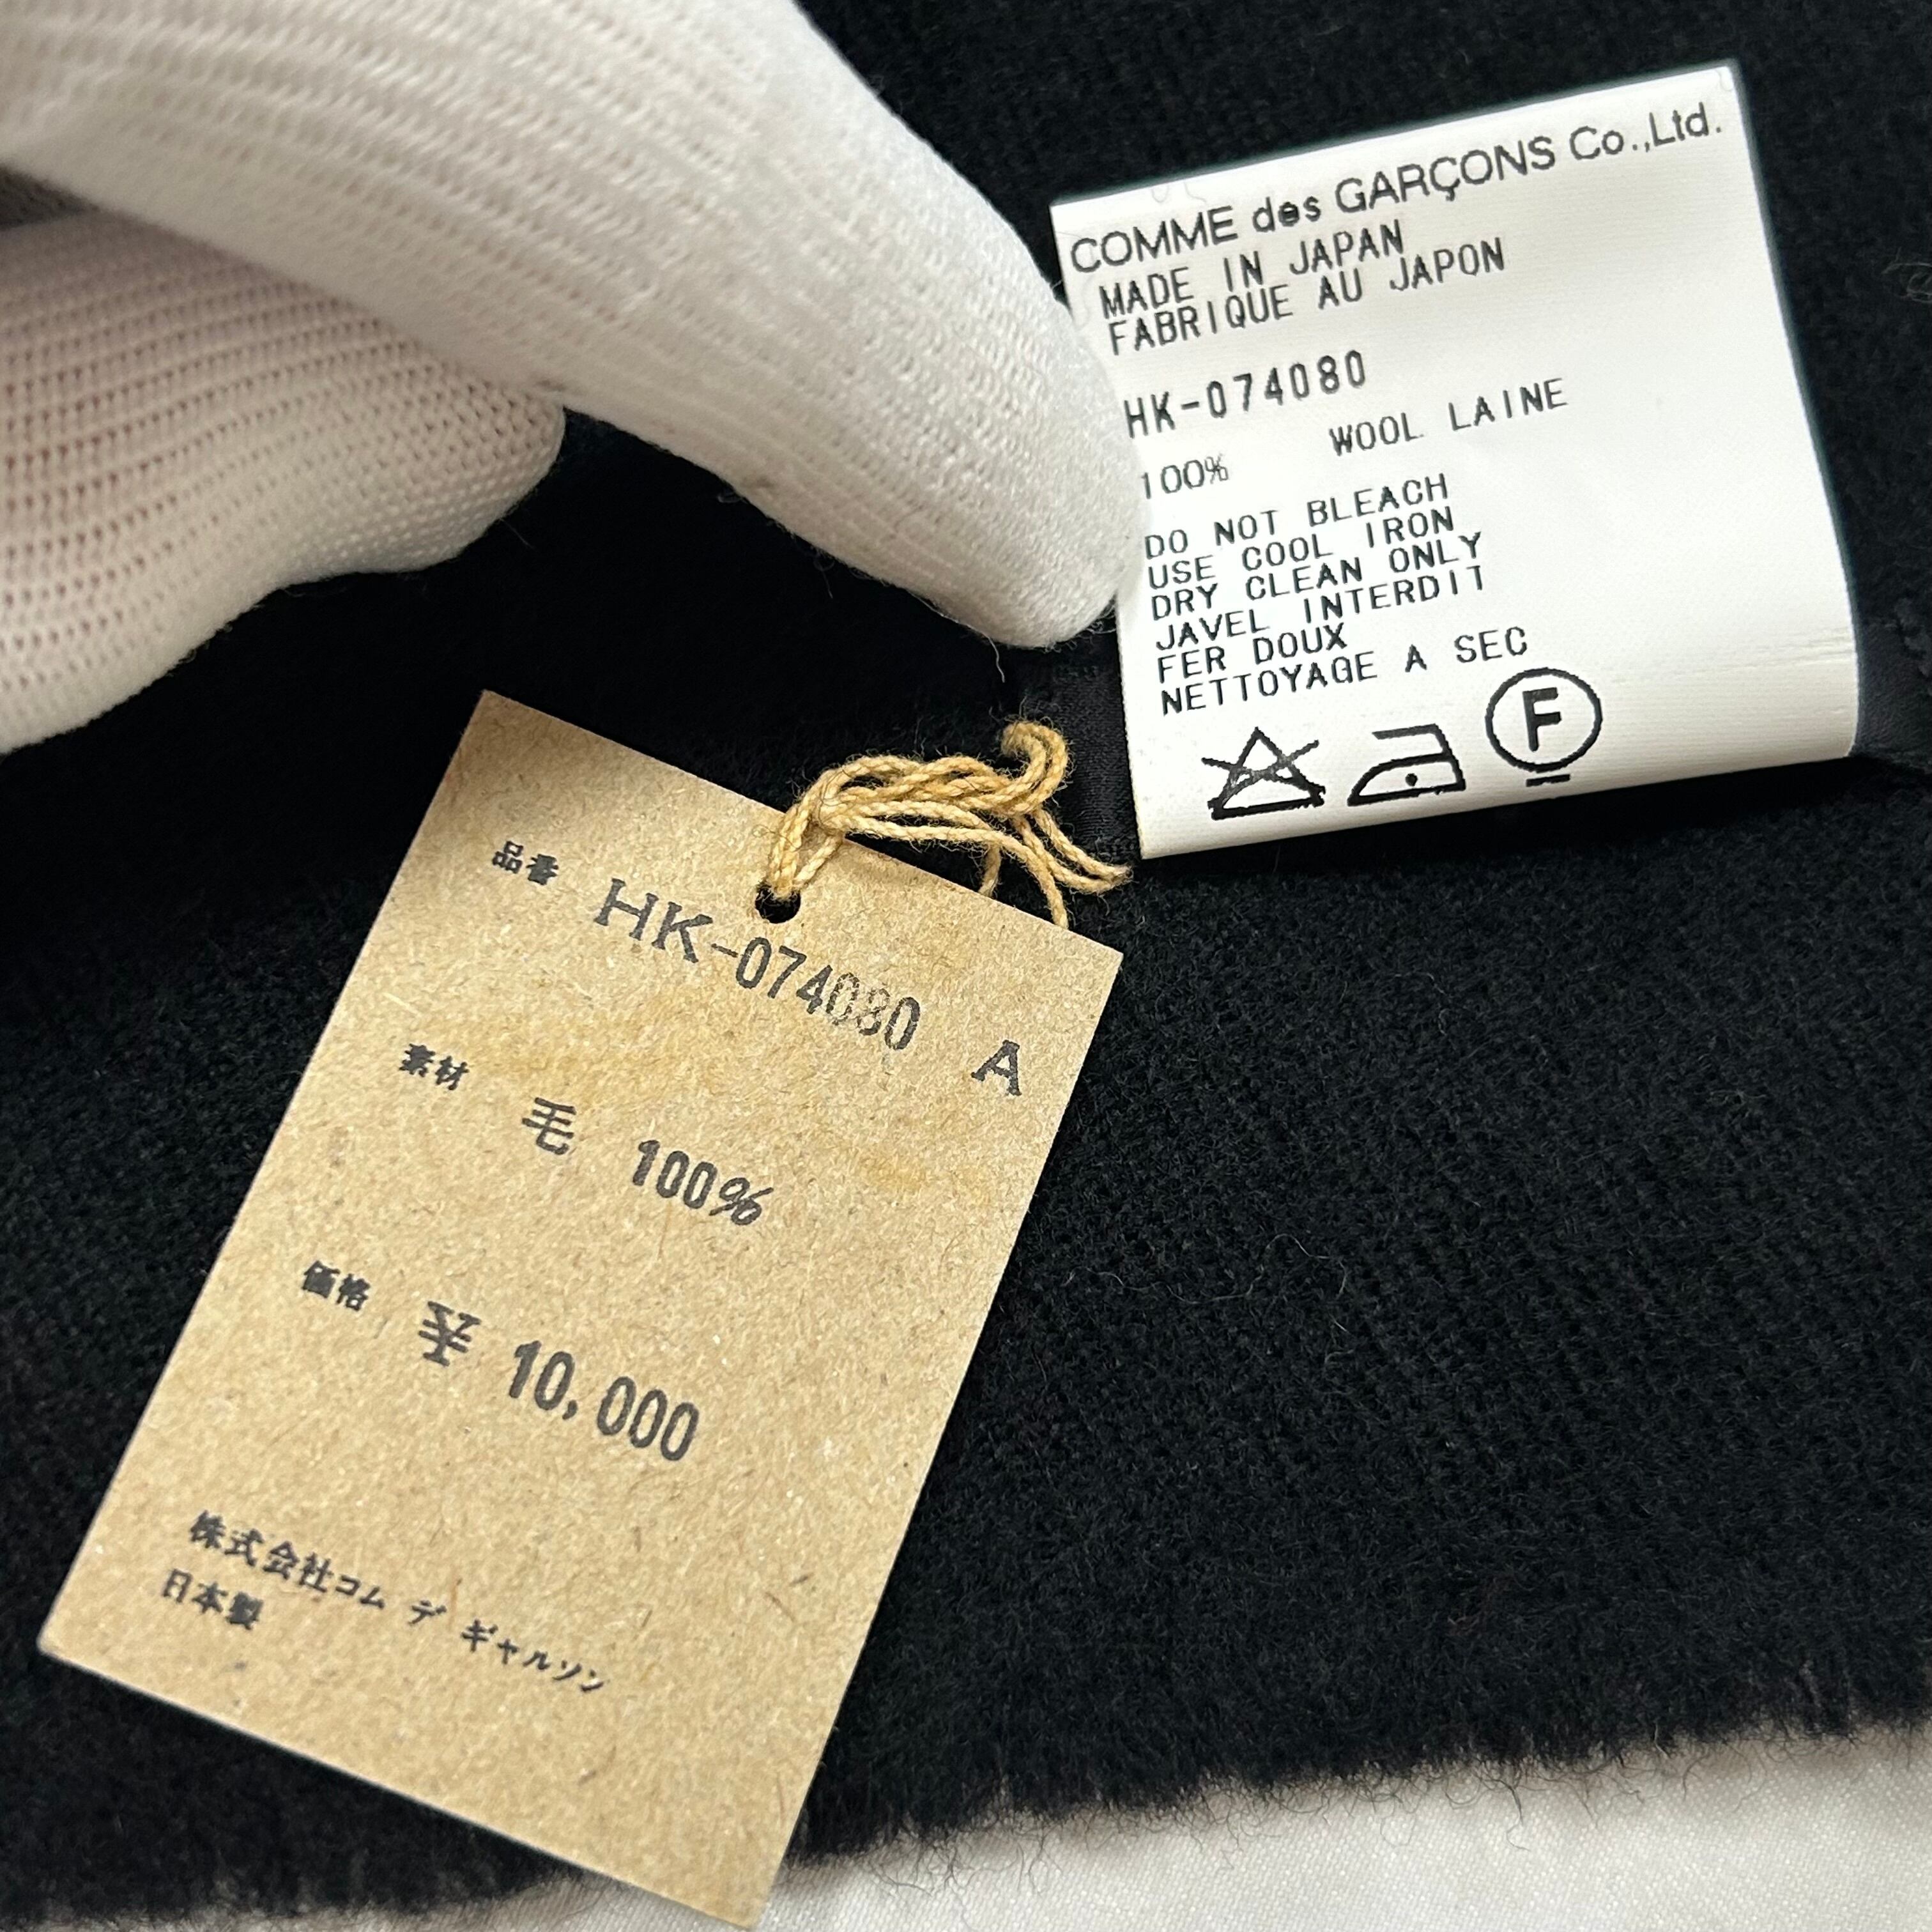 COMME des GARÇONS Co.,Ltd.
MADE IN JAPAN
FABRIQUE AU JAPON
HK-074080
100% WOOL LAINE
DO NOT BLEACH
USE COOL IRON
DRY CLEAN ONLY
JAVEL INTERDIT
FER DOUX
NETTOYAGE A SEC
F
品番 HK-074080 A
素材 毛 100%
価格 ¥ 10,000
株式会社コム デ ギャルソン
日本製